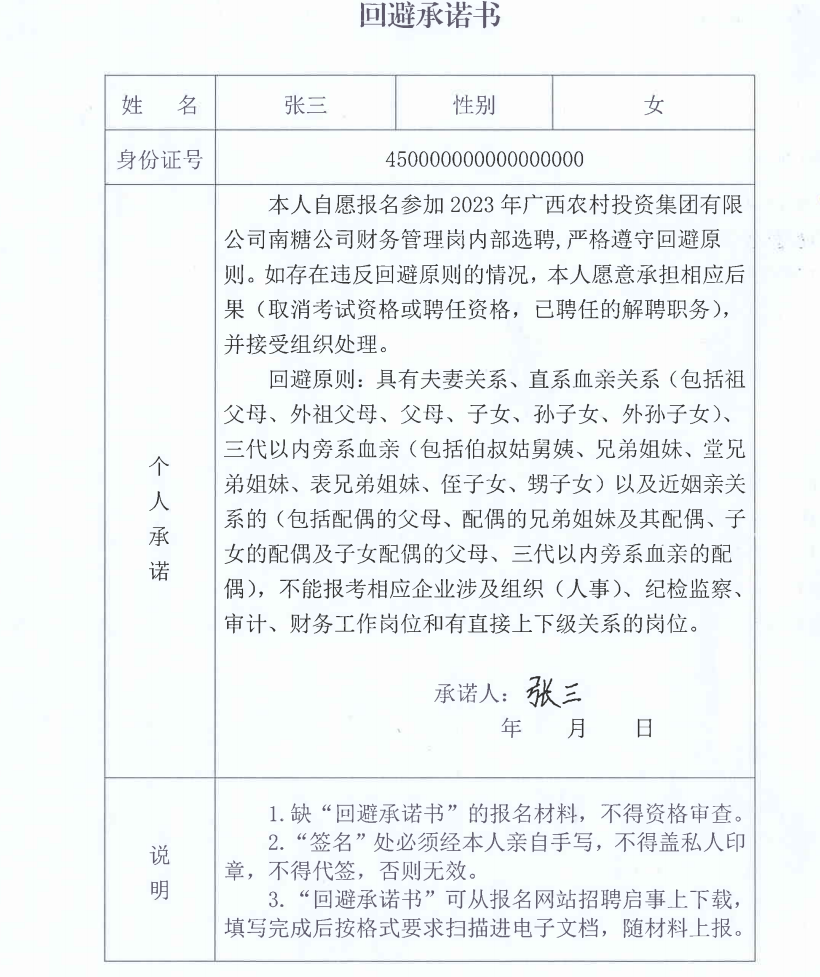 回避承诺书
姓 名 张三 性别 女
身份证号 450000000000000000
本人自愿报名参加 2023 年广西农村投资集团有限
公司南糖公司财务管理岗内部选聘,严格遵守回避原
则。如存在违反回避原则的情况，本人愿意承担相应后
果（取消考试资格或聘任资格，已聘任的解聘职务），
并接受组织处理。
回避原则：具有夫妻关系、直系血亲关系（包括祖
父母、外祖父母、父母、子女、孙子女、外孙子女）、
三代以内旁系血亲（包括伯叔姑舅姨、兄弟姐妹、堂兄
弟姐妹、表兄弟姐妹、侄子女、甥子女）以及近姻亲关
系的（包括配偶的父母、配偶的兄弟姐妹及其配偶、子
女的配偶及子女配偶的父母、三代以内旁系血亲的配
偶），不能报考相应企业涉及组织（人事）、纪检监察、
审计、财务工作岗位和有直接上下级关系的岗位。
个
人
承
诺
承诺人：张三
年 月 日
说
明
1.缺“回避承诺书”的报名材料，不得资格审查。
2.“签名”处必须经本人亲自手写，不得盖私人印
章，不得代签，否则无效。
3.“回避承诺书”可从报名网站招聘启事上下载，
填写完成后按格式要求扫描进电子文档，随材料上报。